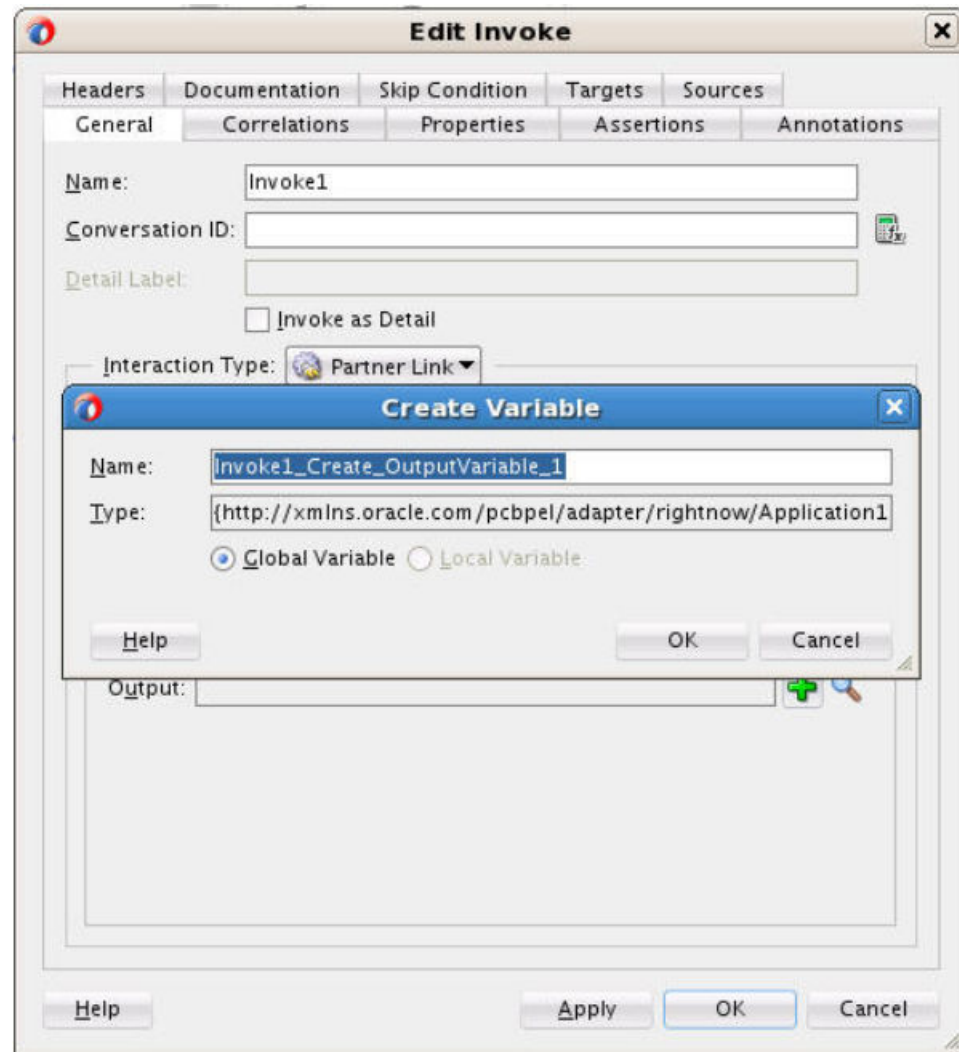 Edit Invoke
Headers Documentation Skip Condition Targets Sources
General Correlations Properties Assertions Annotations
Name: Invoke1
Conversation ID:
Detail Label:
Invoke as Detail
Interaction Type: Partner Link
Create Variable
Name: Invoke1_Create_OutputVariable_1
Type: {http://xmlns.oracle.com/pcbpel/adapter/rightnow/Application1
Global Variable Local Variable
Help OK Cancel
Output:
Help Apply OK Cancel